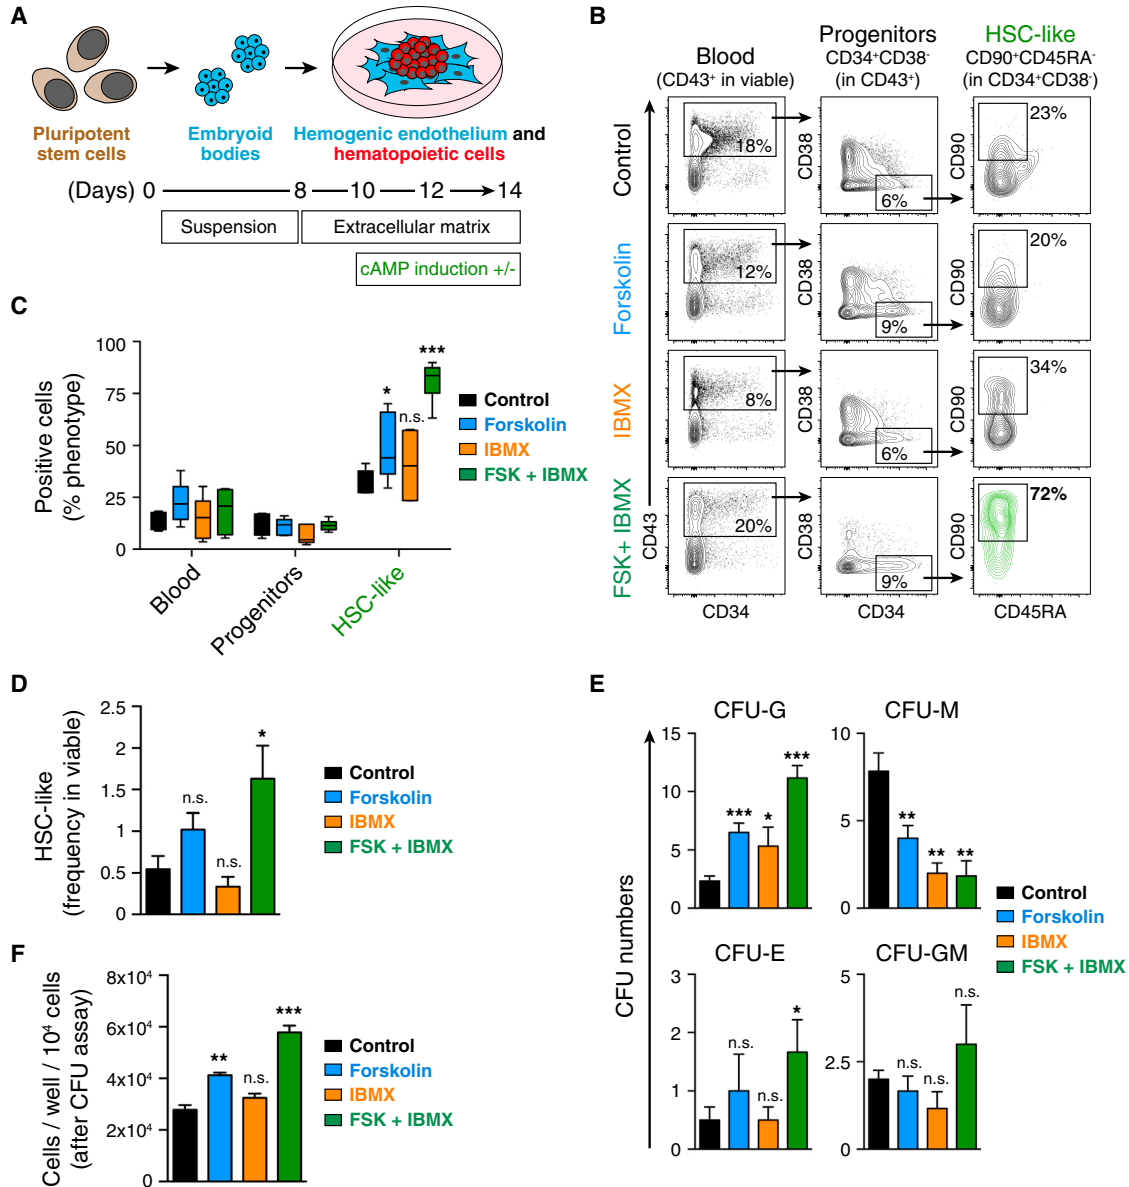 A
Pluripotent
stem cells
Embryoid
bodies
Hemogenic endothelium and
hematopoietic cells
(Days) 0 8 10 12 14
Suspension
Extracellular matrix
cAMP induction +/-
B
Blood
(CD43⁺ in viable)
Progenitors
CD34⁺CD38⁻
(in CD43⁺)
HSC-like
CD90⁺CD45RA⁻
(in CD34⁺CD38⁻)
Control
18%
CD38
6%
CD90
23%
Forskolin
12%
CD38
9%
CD90
20%
IBMX
8%
CD38
6%
CD90
34%
FSK+ IBMX
CD43
20%
CD38
9%
CD90
72%
CD34
CD34
CD45RA
C
Positive cells
(% phenotype)
100
75
50
25
0
*
n.s.
***
Blood
Progenitors
HSC-like
Control
Forskolin
IBMX
FSK + IBMX
D
HSC-like
(frequency in viable)
2.5
2
1.5
1
0.5
0
n.s.
n.s.
*
Control
Forskolin
IBMX
FSK + IBMX
E
CFU numbers
CFU-G
15
10
5
0
***
*
***
CFU-M
10
5
0
**
**
**
CFU-E
3
2
1
0
n.s.
n.s.
*
CFU-GM
5
2.5
0
n.s.
n.s.
n.s.
Control
Forskolin
IBMX
FSK + IBMX
F
Cells / well / 10⁴ cells
(after CFU assay)
8x10⁴
6x10⁴
4x10⁴
2x10⁴
0
**
n.s.
***
Control
Forskolin
IBMX
FSK + IBMX